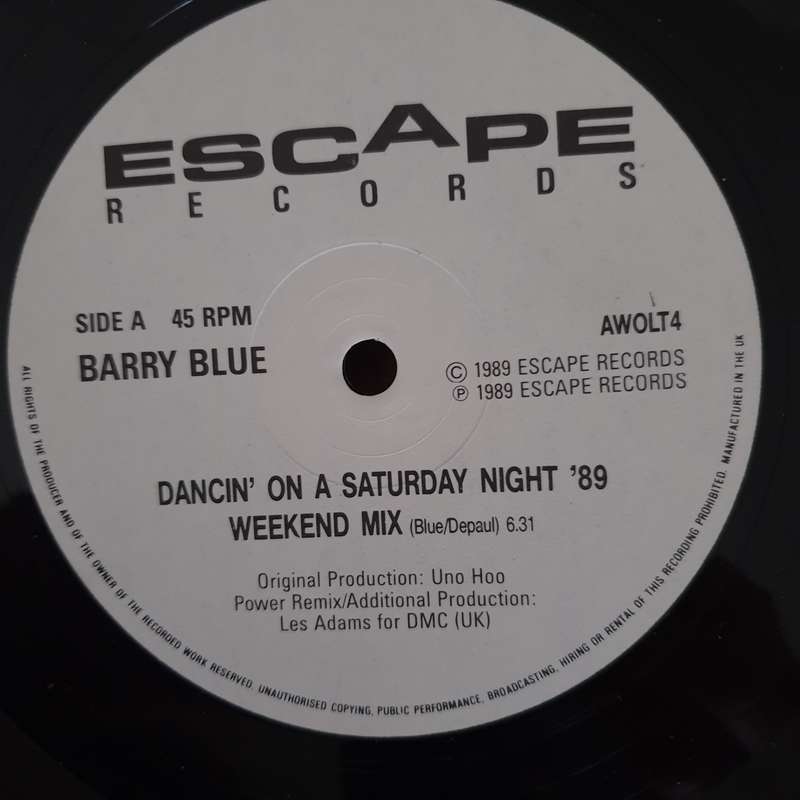 ESCAPE
RECORDS
SIDE A 45 RPM
AWOLT4
BARRY BLUE
© 1989 ESCAPE RECORDS
℗ 1989 ESCAPE RECORDS
DANCIN' ON A SATURDAY NIGHT '89
WEEKEND MIX (Blue/Depaul) 6.31
Original Production: Uno Hoo
Power Remix/Additional Production:
Les Adams for DMC (UK)
ALL RIGHTS OF THE PRODUCER AND OF THE OWNER OF THE RECORDED WORK RESERVED. UNAUTHORISED COPYING, PUBLIC PERFORMANCE, BROADCASTING, HIRING OR RENTAL OF THIS RECORDING PROHIBITED. MANUFACTURED IN THE UK